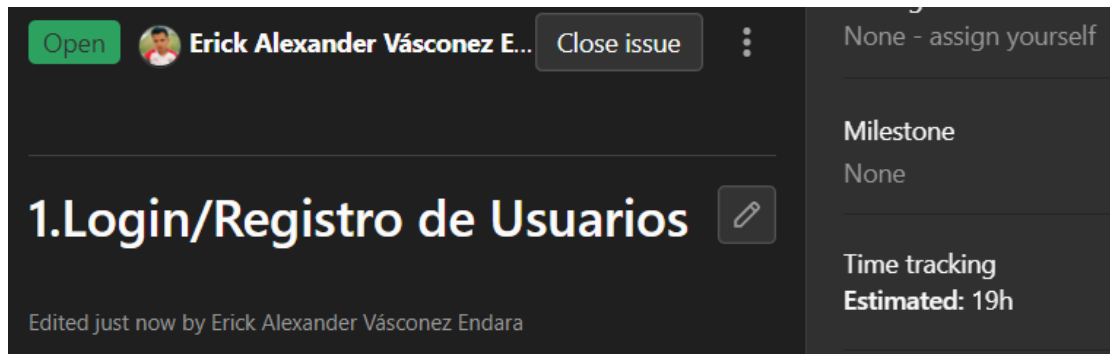 Open
Erick Alexander Vásconez E...
Close issue
1.Login/Registro de Usuarios
Edited just now by Erick Alexander Vásconez Endara
None - assign yourself
Milestone
None
Time tracking
Estimated: 19h